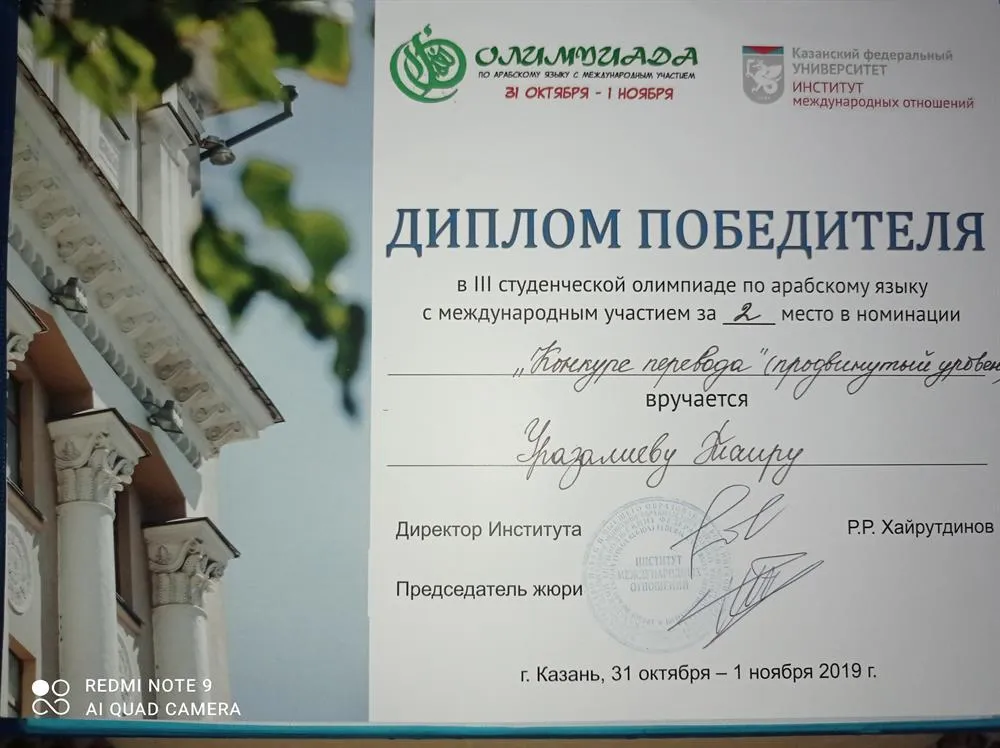 ОЛИМПИАДА
ПО АРАБСКОМУ ЯЗЫКУ С МЕЖДУНАРОДНЫМ УЧАСТИЕМ
31 ОКТЯБРЯ - 1 НОЯБРЯ
Казанский федеральный
УНИВЕРСИТЕТ
ИНСТИТУТ
международных отношений
ДИПЛОМ ПОБЕДИТЕЛЯ
в III студенческой олимпиаде по арабскому языку
с международным участием за 2 место в номинации
„Конкурс перевода" (продвинутый уровен
вручается
Уразалиеву Таиру
Директор Института
Р.Р. Хайрутдинов
ИНСТИТУТ
МЕЖДУНАРОДНЫХ
ОТНОШЕНИЙ
Председатель жюри
г. Казань, 31 октября – 1 ноября 2019 г.
REDMI NOTE 9
AI QUAD CAMERA